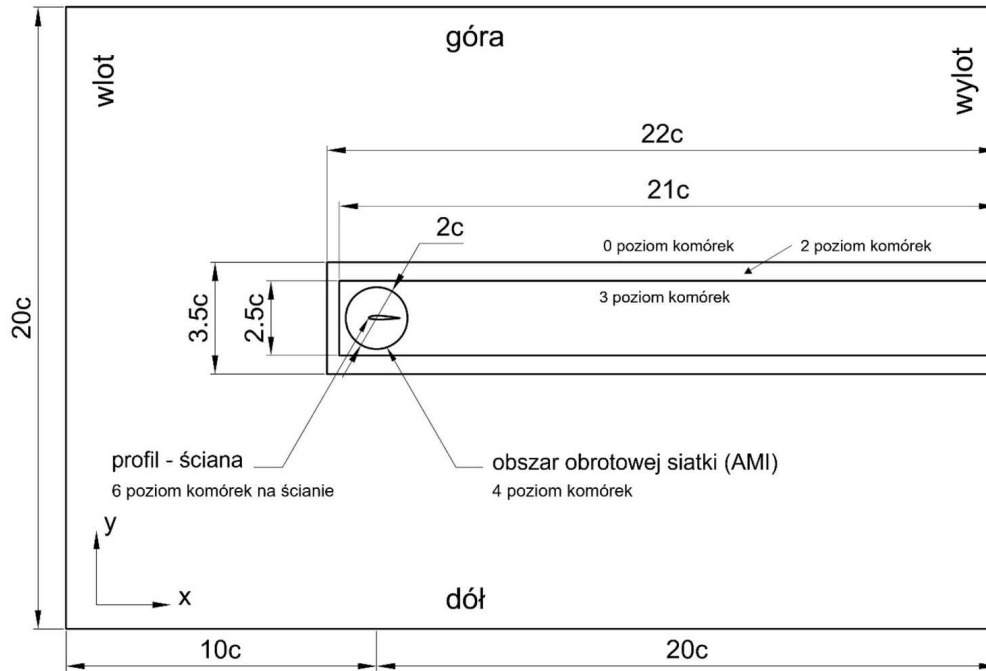 góra
wlot
wylot
22c
21c
2c
0 poziom komórek
2 poziom komórek
3 poziom komórek
20c
3.5c
2.5c
profil - ściana
6 poziom komórek na ścianie
obszar obrotowej siatki (AMI)
4 poziom komórek
y
x
dół
10c
20c